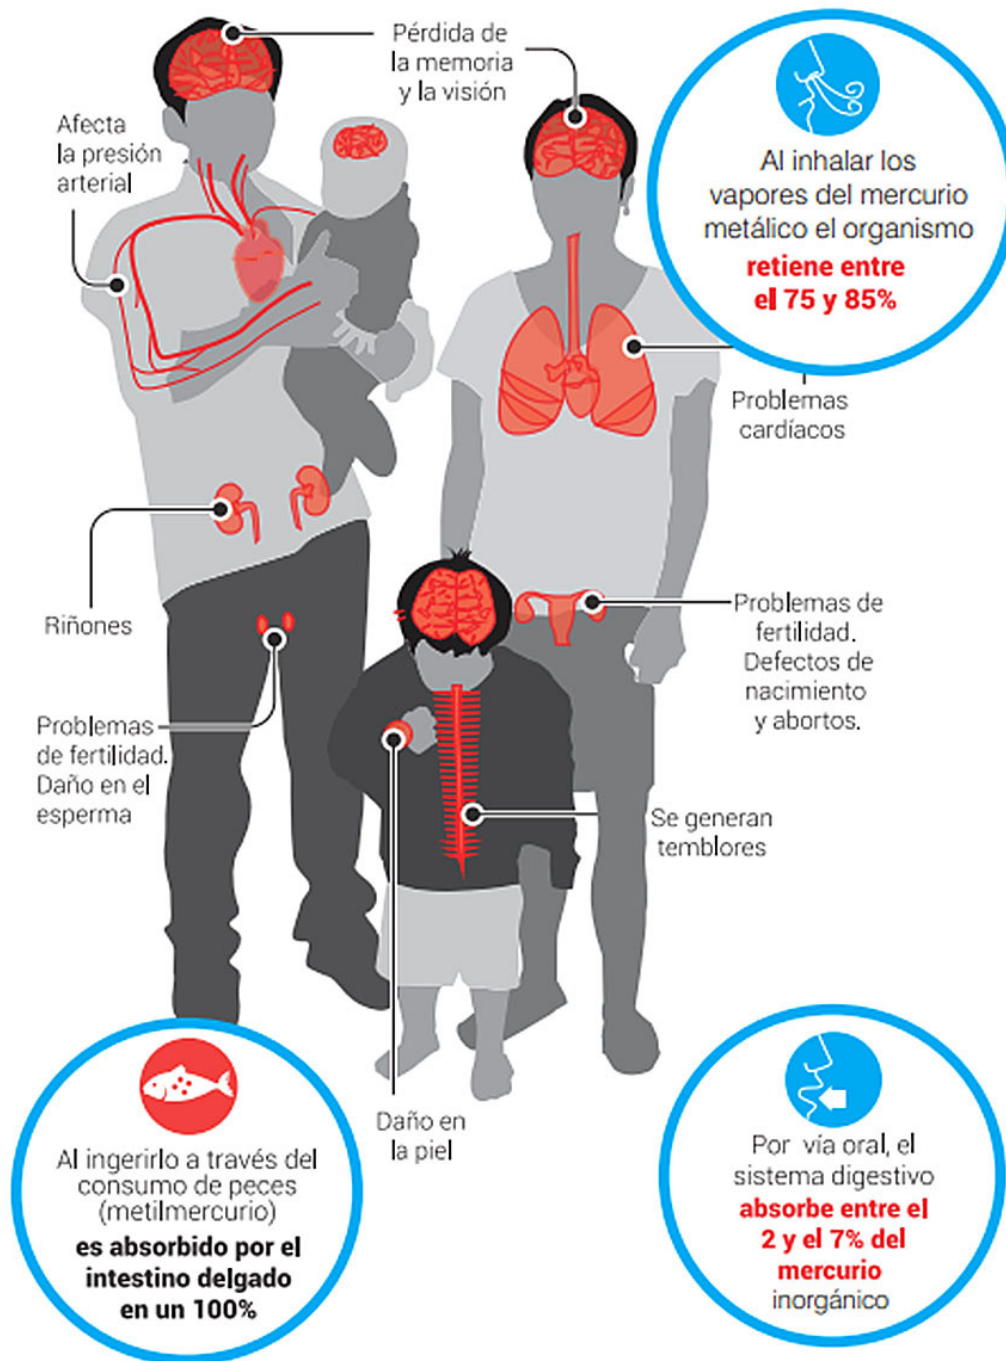 Pérdida de
la memoria
y la visión
Afecta
la presión
arterial
Al inhalar los
vapores del mercurio
metálico el organismo
retiene entre
el 75 y 85%
Problemas
cardíacos
Riñones
Problemas de
fertilidad.
Defectos de
nacimiento
y abortos.
Problemas
de fertilidad.
Daño en el
esperma
Se generan
temblores
Daño en
la piel
Al ingerirlo a través del
consumo de peces
(metilmercurio)
es absorbido por el
intestino delgado
en un 100%
Por vía oral, el
sistema digestivo
absorbe entre el
2 y el 7% del
mercurio
inorgánico